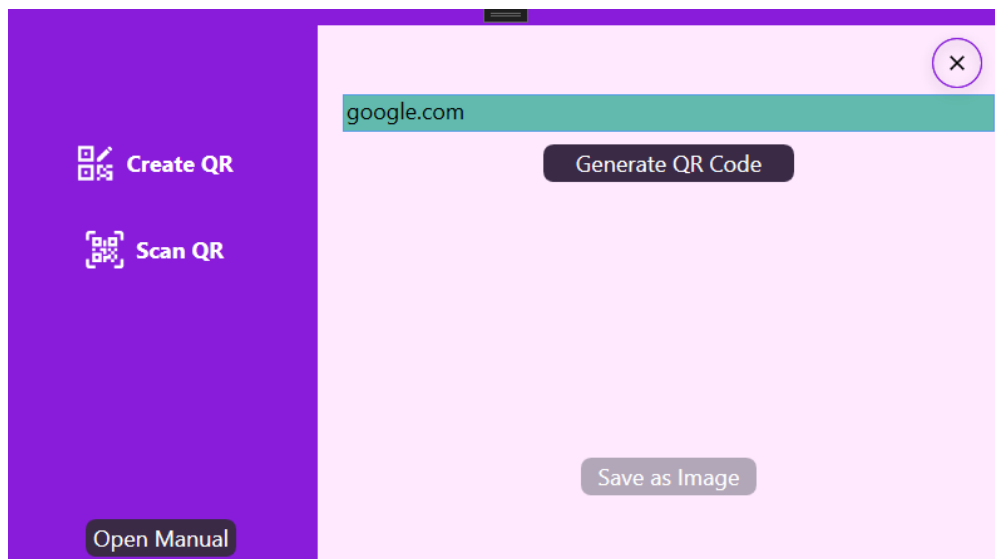 Create QR
Scan QR
Open Manual
google.com
Generate QR Code
Save as Image